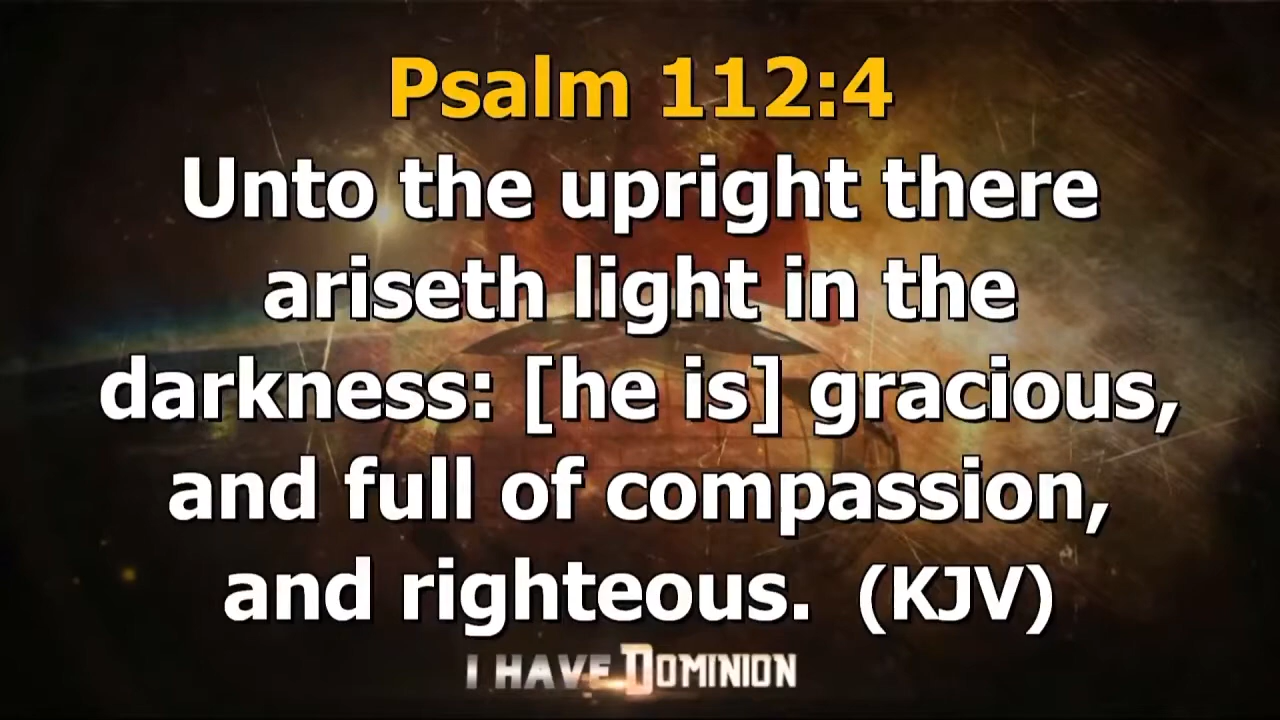 Psalm 112:4
Unto the upright there
ariseth light in the
darkness: [he is] gracious,
and full of compassion,
and righteous.  (KJV)
I HAVE DOMINION